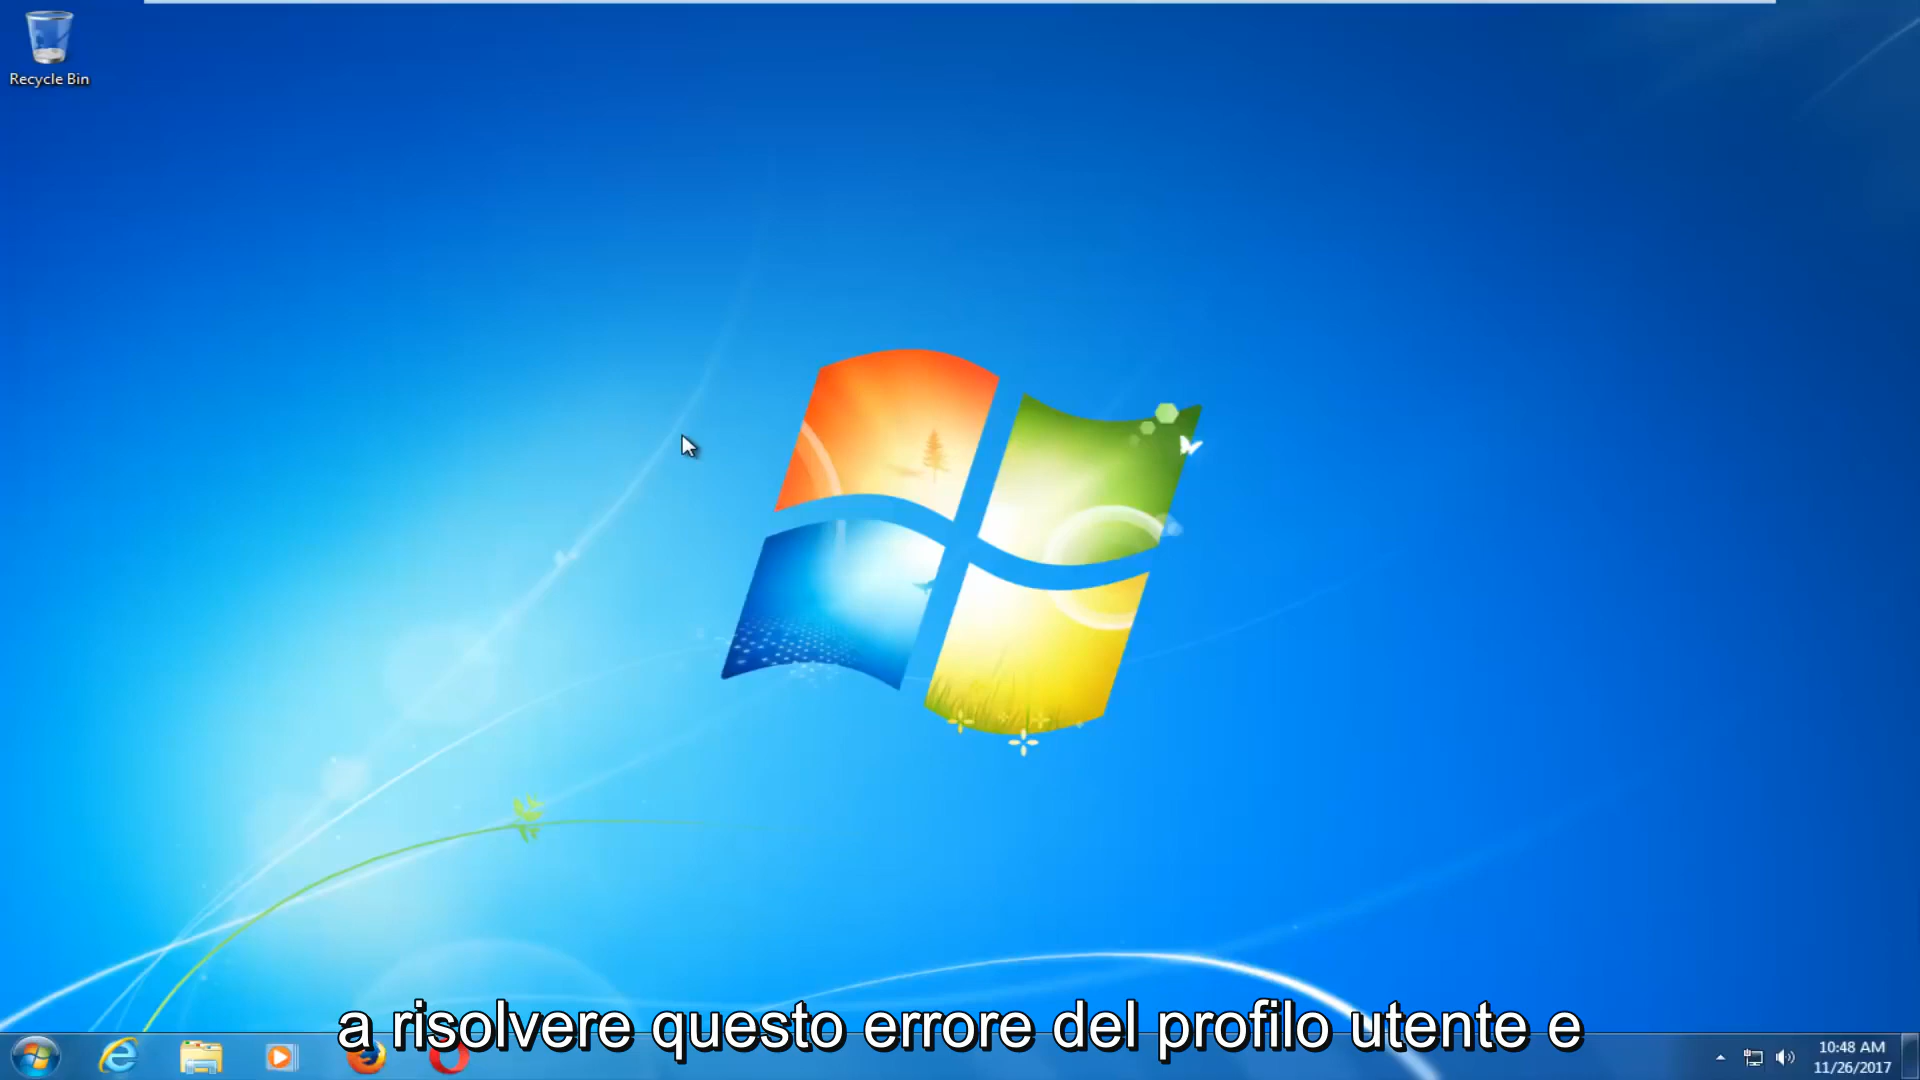 Recycle Bin
a risolvere questo errore del profilo utente e
10:48 AM
11/26/2017